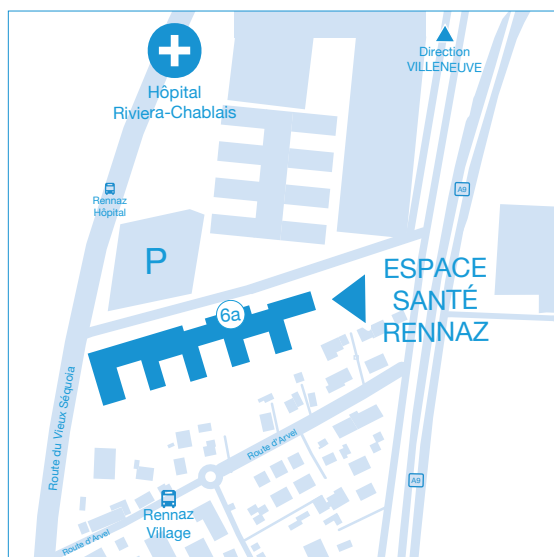 Direction
VILLENEUVE
Hôpital
Riviera-Chablais
A9
Rennaz
Hôpital
P
ESPACE
SANTÉ
RENNAZ
6a
Route du Vieux Séquoia
Route d'Arvel
A9
Rennaz
Village
Route d'Arvel